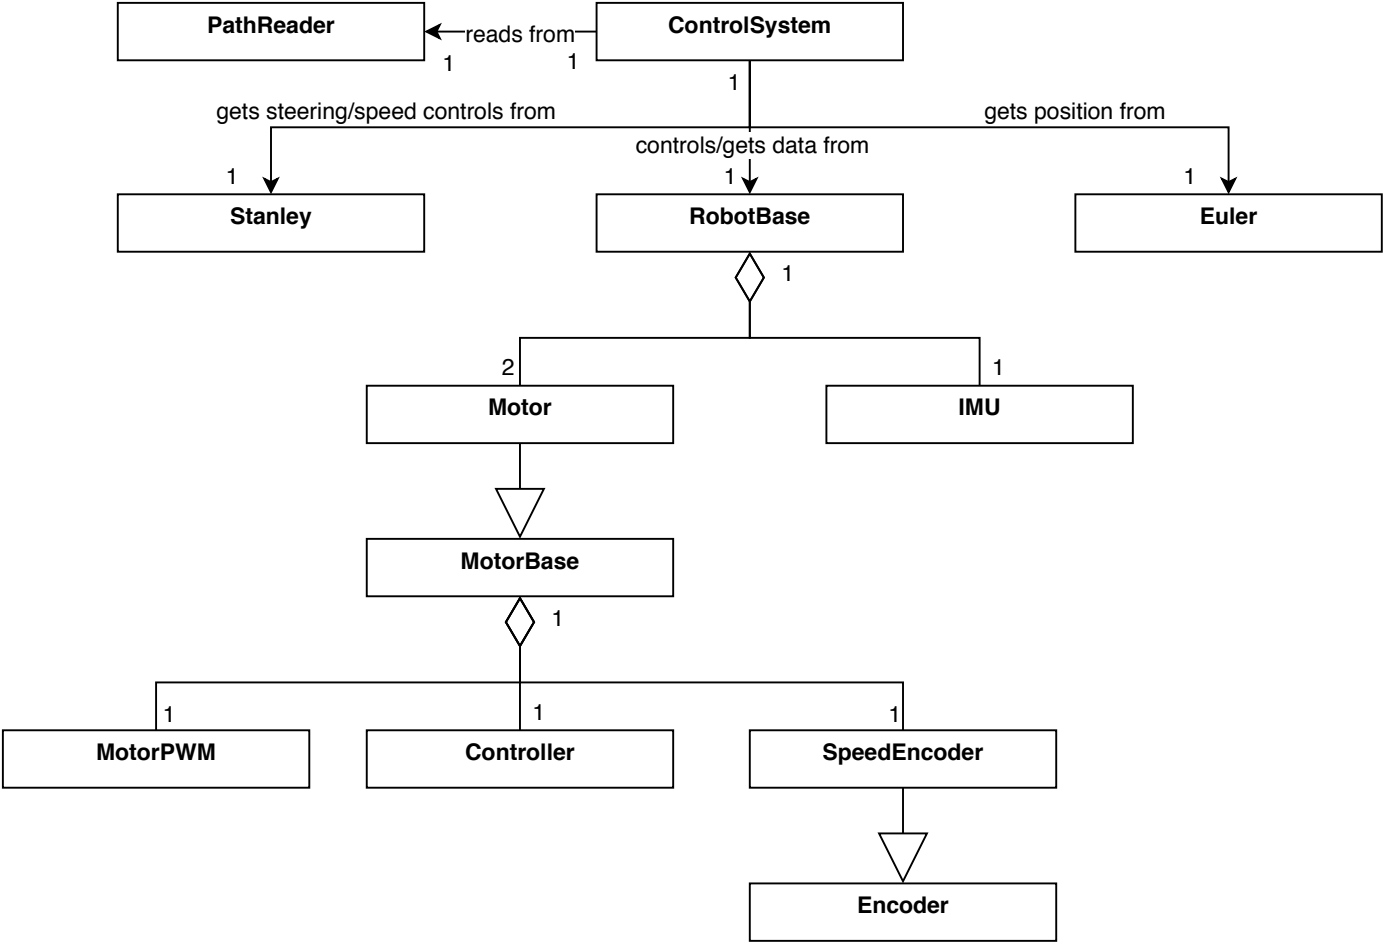 PathReader
reads from
ControlSystem
1
1
1
gets steering/speed controls from
gets position from
controls/gets data from
1
1
1
Stanley
RobotBase
Euler
1
2
1
Motor
IMU
MotorBase
1
1
1
1
MotorPWM
Controller
SpeedEncoder
Encoder